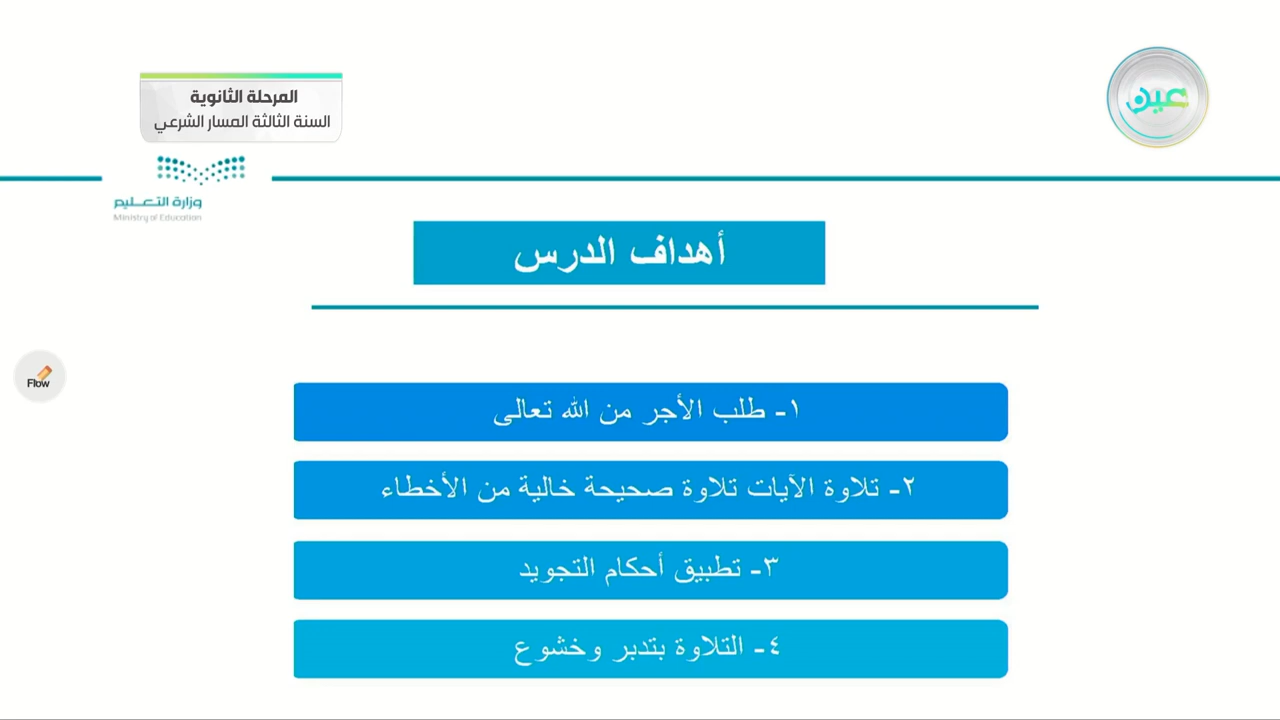 المرحلة الثانوية
السنة الثالثة المسار الشرعي
عين
وزارة التعليم
Ministry of Education
أهداف الدرس
Flow
١- طلب الأجر من الله تعالى
٢- تلاوة الآيات تلاوة صحيحة خالية من الأخطاء
٣- تطبيق أحكام التجويد
٤- التلاوة بتدبر وخشوع